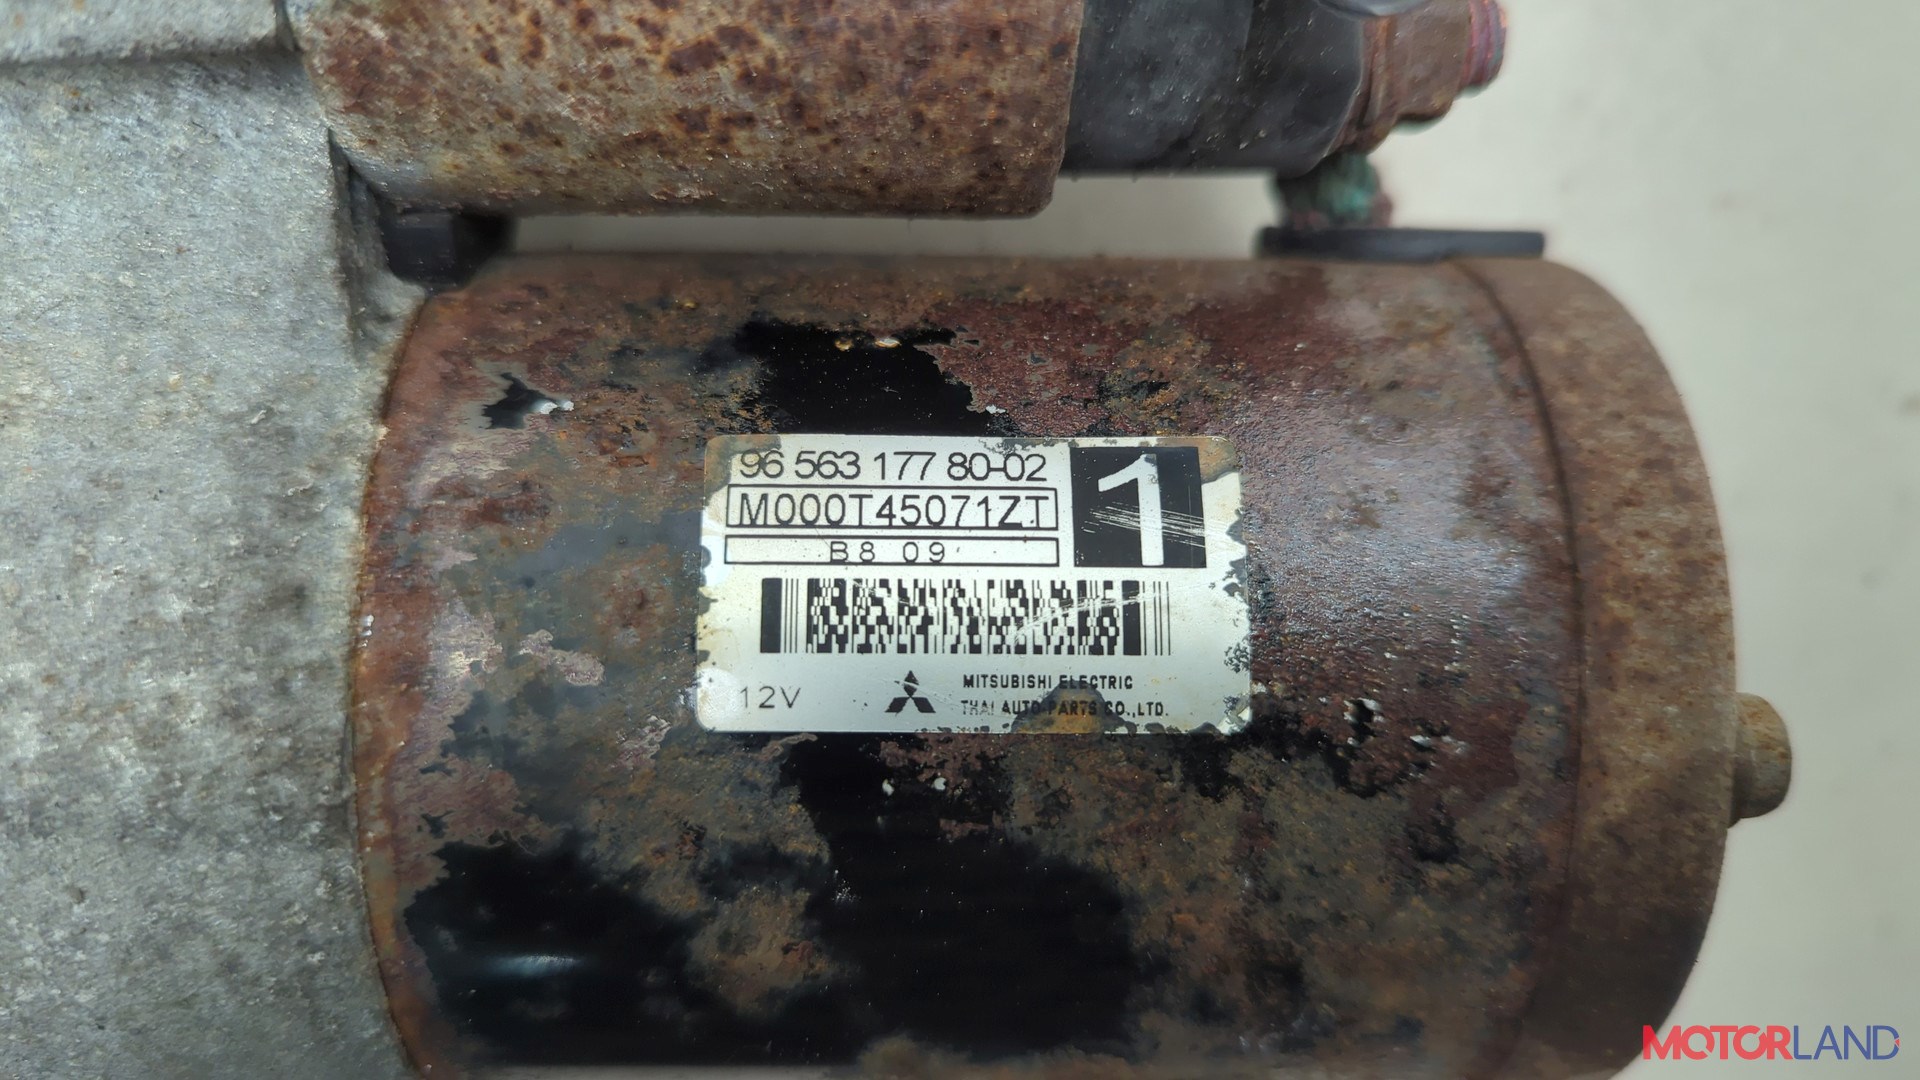 96 563 177 80-02
1
M000T45071ZT
B8 09
12V
MITSUBISHI ELECTRIC
THAI AUTO-PARTS CO.,LTD.
MOTORLAND